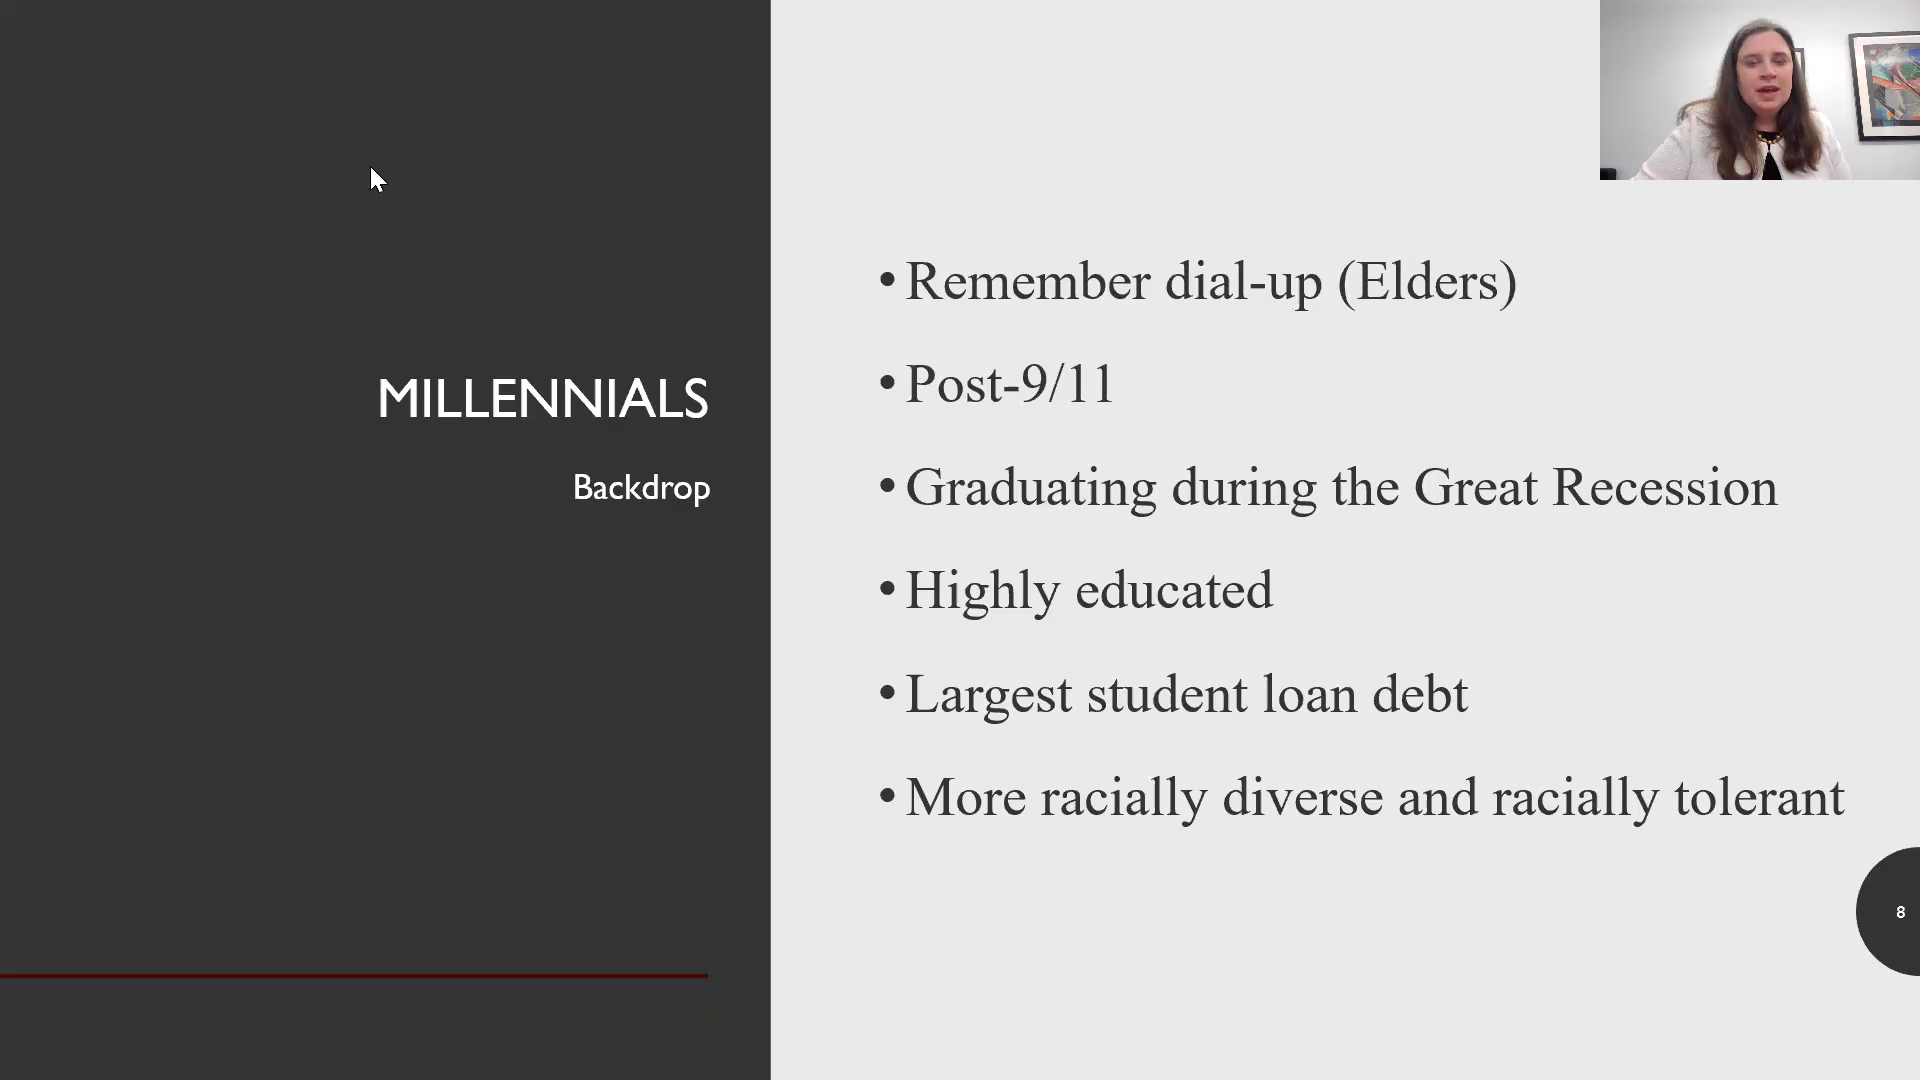 MILLENNIALS
Backdrop
• Remember dial-up (Elders)
• Post-9/11
• Graduating during the Great Recession
• Highly educated
• Largest student loan debt
• More racially diverse and racially tolerant
8